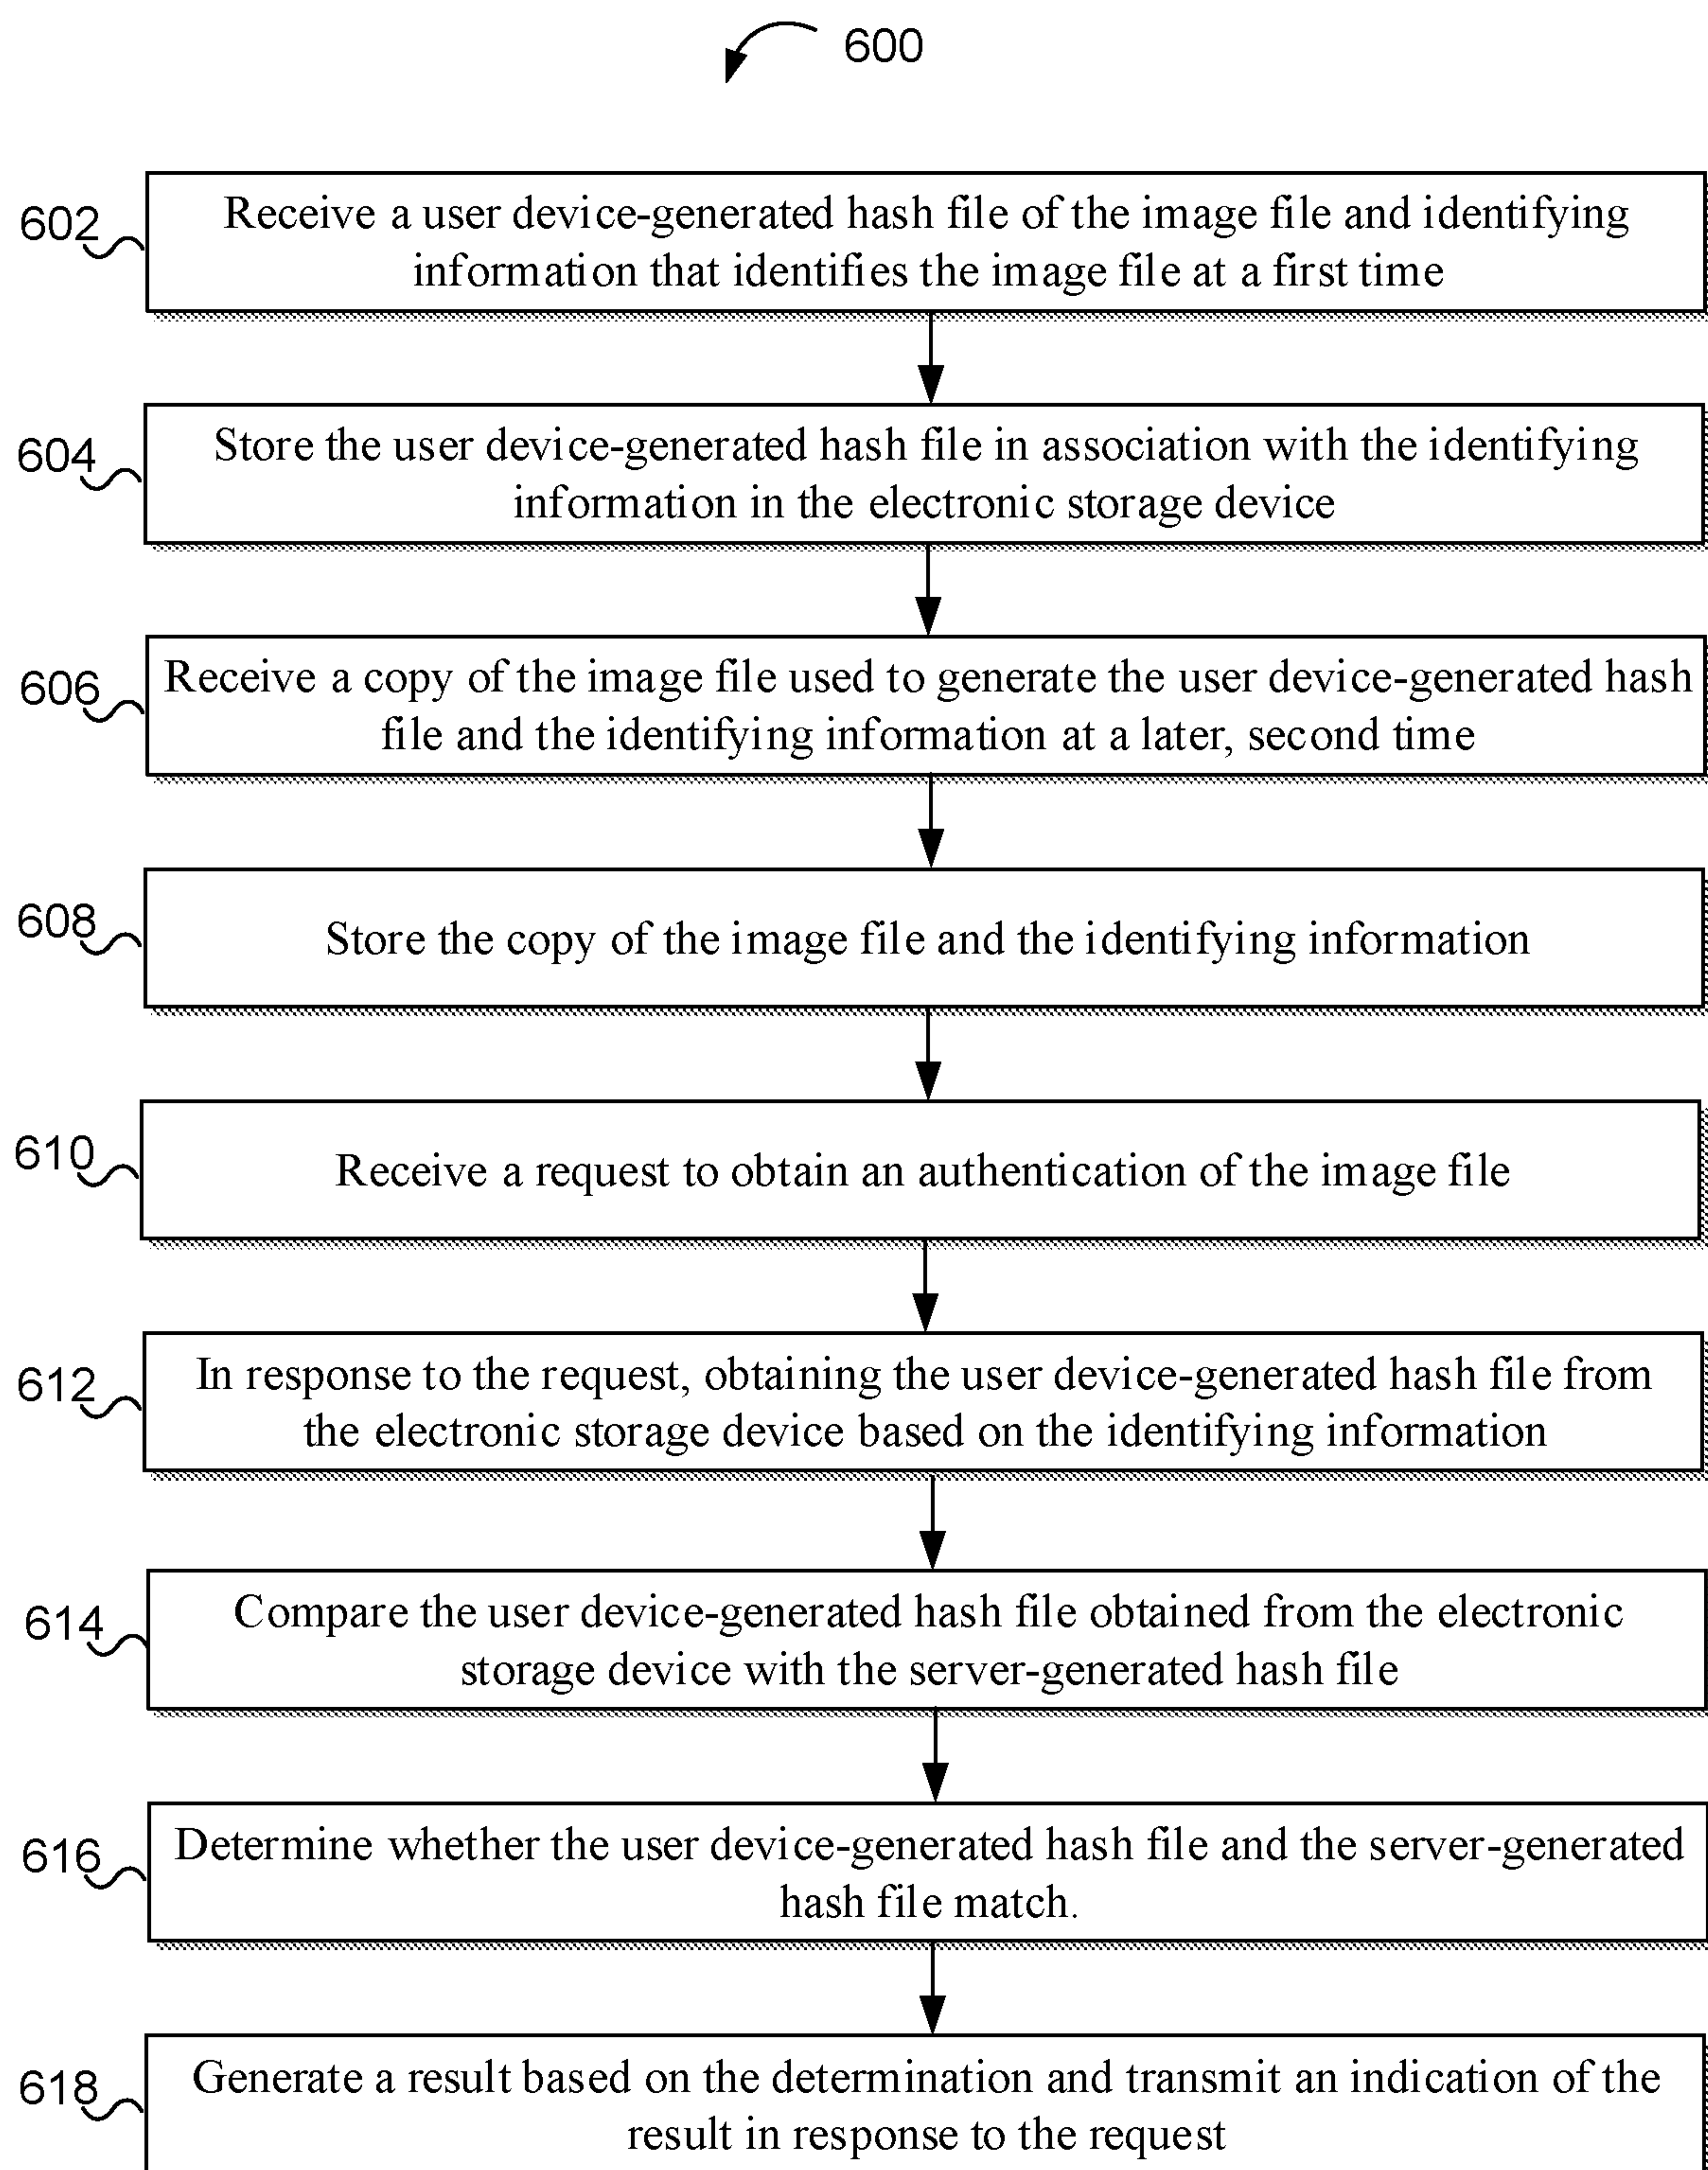 600
602
Receive a user device-generated hash file of the image file and identifying
information that identifies the image file at a first time
604
Store the user device-generated hash file in association with the identifying
information in the electronic storage device
606
Receive a copy of the image file used to generate the user device-generated hash
file and the identifying information at a later, second time
608
Store the copy of the image file and the identifying information
610
Receive a request to obtain an authentication of the image file
612
In response to the request, obtaining the user device-generated hash file from
the electronic storage device based on the identifying information
614
Compare the user device-generated hash file obtained from the electronic
storage device with the server-generated hash file
616
Determine whether the user device-generated hash file and the server-generated
hash file match.
618
Generate a result based on the determination and transmit an indication of the
result in response to the request